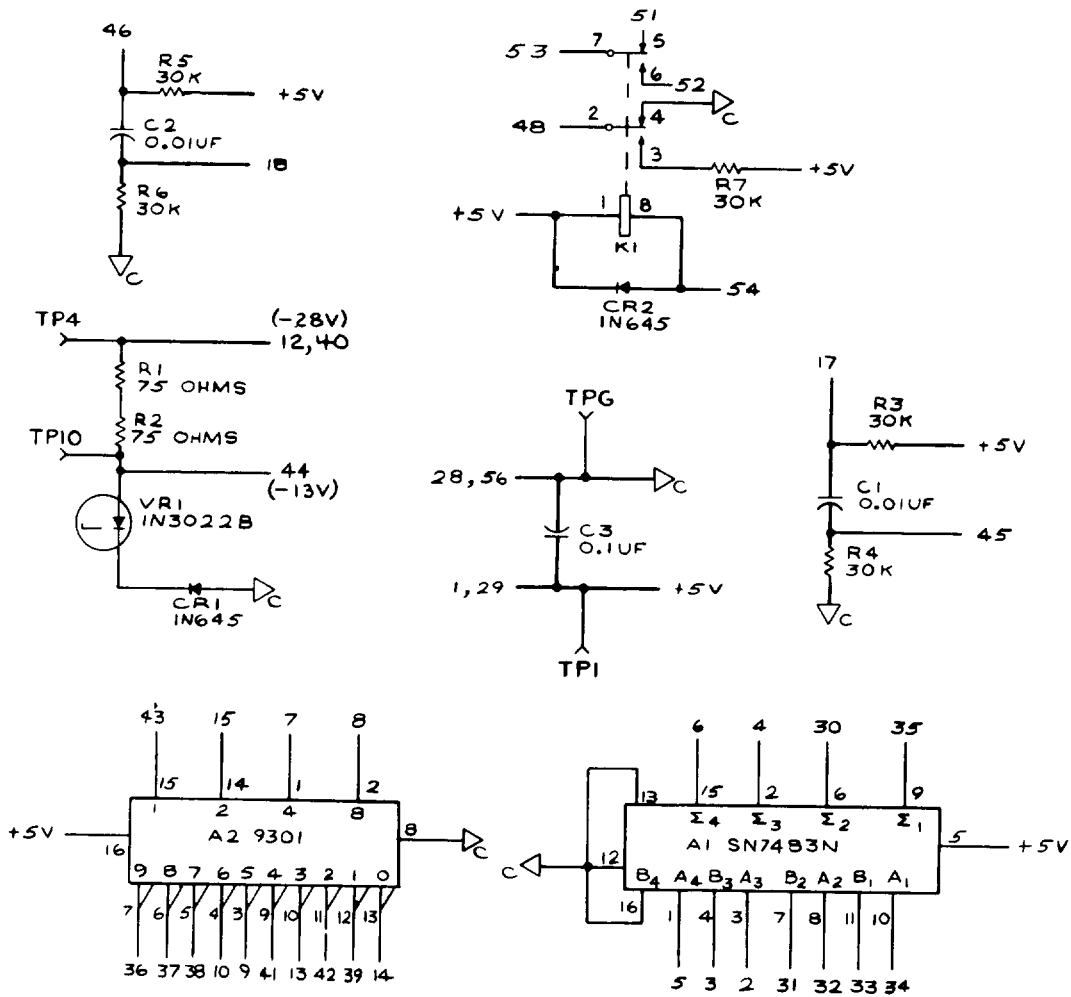 46
R5
30K
+5V
C2
0.01UF
18
R6
30K
C
51
53
7
5
6
52
48
2
4
C
3
+5V
R7
30K
+5V
1
8
K1
54
CR2
1N645
TP4
(-28V)
12,40
R1
75 OHMS
R2
75 OHMS
TP10
44
(-13V)
VR1
1N3022B
C
CR1
1N645
TPG
28,56
C
C3
0.1UF
1,29
+5V
TP1
17
R3
30K
+5V
C1
0.01UF
45
R4
30K
C
43 15 7 8
15 14 1 2
1 2 4 8
+5V
A2 9301
8
C
16
9 8 7 6 5 4 3 2 1 0
7 6 5 4 3 9 10 11 12 13
36 37 38 10 9 41 13 42 39 14
6 4 30 35
13 15 2 6 9
Σ4 Σ3 Σ2 Σ1
A1 SN7483N
5
+5V
C
12
B4 A4 B3 A3 B2 A2 B1 A1
16 1 4 3 7 8 11 10
5 3 2 31 32 33 34